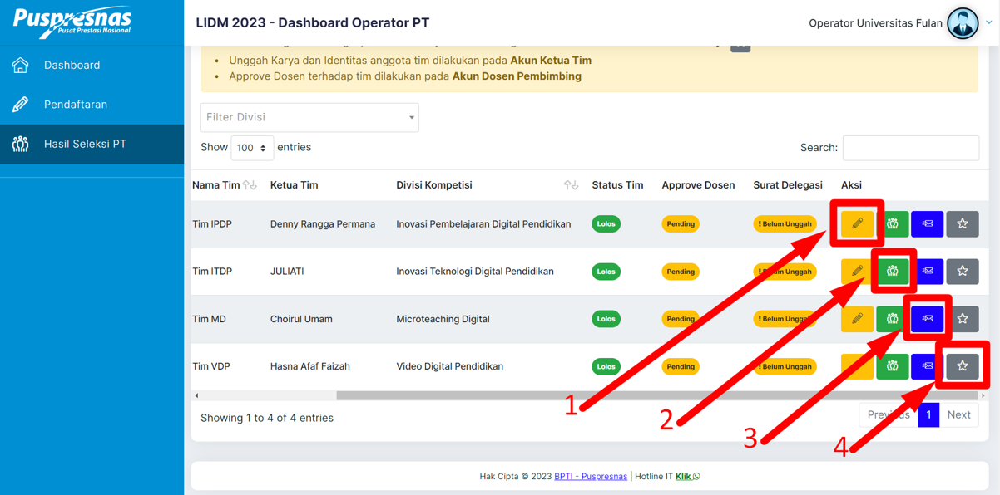 Puspresnas
Pusat Prestasi Nasional
LIDM 2023 - Dashboard Operator PT
Operator Universitas Fulan
Dashboard
Pendaftaran
Hasil Seleksi PT
• Unggah Karya dan Identitas anggota tim dilakukan pada Akun Ketua Tim
• Approve Dosen terhadap tim dilakukan pada Akun Dosen Pembimbing
Filter Divisi
Show 100 entries
Search:
Nama Tim Ketua Tim Divisi Kompetisi Status Tim Approve Dosen Surat Delegasi Aksi
Tim IPDP Denny Rangga Permana Inovasi Pembelajaran Digital Pendidikan Lolos Pending ! Belum Unggah
Tim ITDP JULIATI Inovasi Teknologi Digital Pendidikan Lolos Pending ! Belum Unggah
Tim MD Choirul Umam Microteaching Digital Lolos Pending ! Belum Unggah
Tim VDP Hasna Afaf Faizah Video Digital Pendidikan Lolos Pending ! Belum Unggah
1
2
3
4
Showing 1 to 4 of 4 entries
Previous 1 Next
Hak Cipta © 2023 BPTI - Puspresnas | Hotline IT Klik